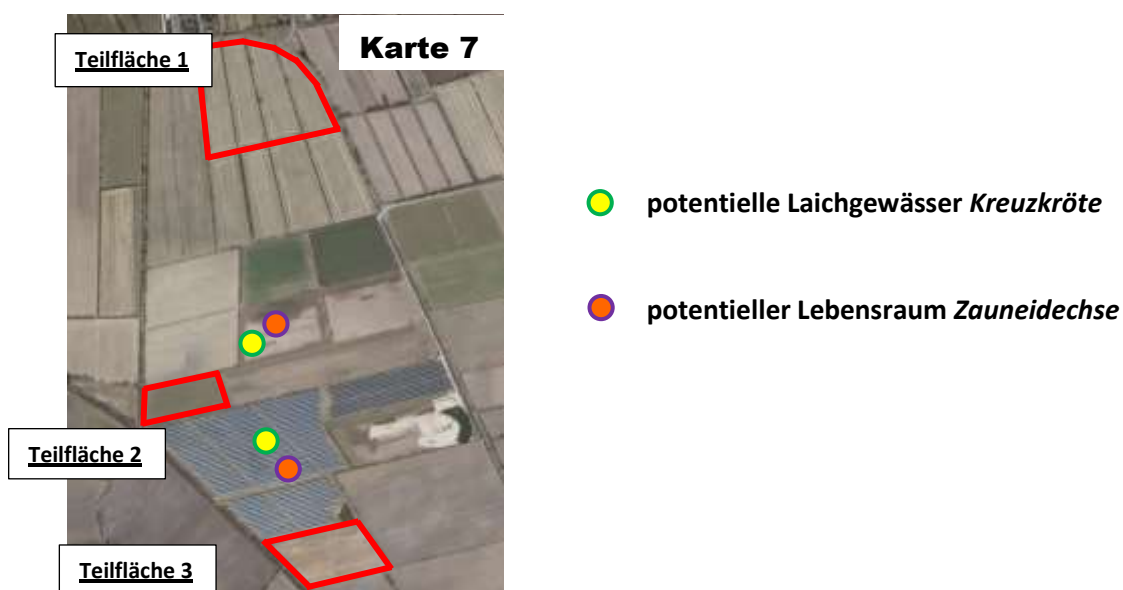 Karte 7
Teilfläche 1
potentielle Laichgewässer Kreuzkröte
potentieller Lebensraum Zauneidechse
Teilfläche 2
Teilfläche 3